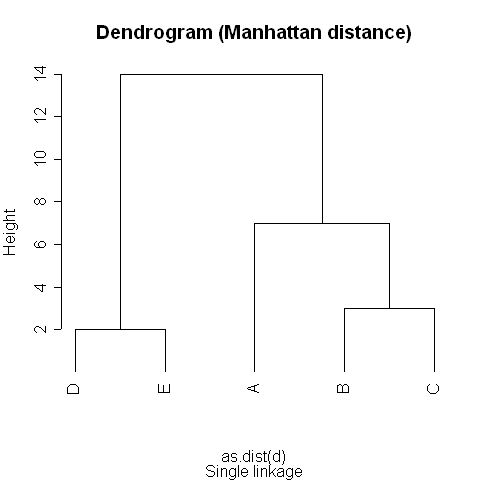 Dendrogram (Manhattan distance)
14
12
10
8
6
4
2
Height
D E A B C
as.dist(d)
Single linkage